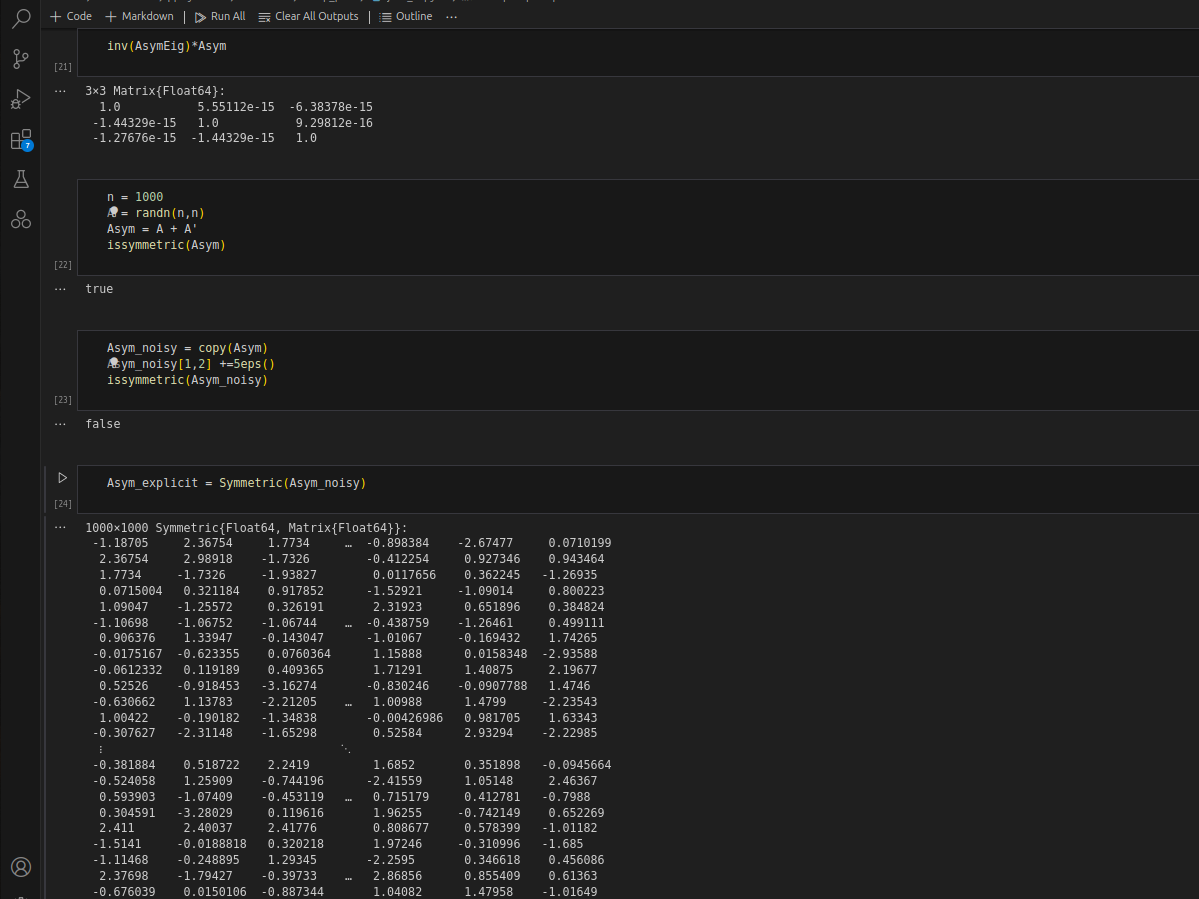 + Code + Markdown | Run All Clear All Outputs | Outline ...
inv(AsymEig)*Asym
[21]
... 3×3 Matrix{Float64}:
1.0 5.55112e-15 -6.38378e-15
-1.44329e-15 1.0 9.29812e-16
-1.27676e-15 -1.44329e-15 1.0
n = 1000
A = randn(n,n)
Asym = A + A'
issymmetric(Asym)
[22]
... true
Asym_noisy = copy(Asym)
Asym_noisy[1,2] +=5eps()
issymmetric(Asym_noisy)
[23]
... false
Asym_explicit = Symmetric(Asym_noisy)
[24]
... 1000×1000 Symmetric{Float64, Matrix{Float64}}:
-1.18705 2.36754 1.7734 … -0.898384 -2.67477 0.0710199
2.36754 2.98918 -1.7326 -0.412254 0.927346 0.943464
1.7734 -1.7326 -1.93827 0.0117656 0.362245 -1.26935
0.0715004 0.321184 0.917852 -1.52921 -1.09014 0.800223
1.09047 -1.25572 0.326191 2.31923 0.651896 0.384824
-1.10698 -1.06752 -1.06744 … -0.438759 -1.26461 0.499111
0.906376 1.33947 -0.143047 -1.01067 -0.169432 1.74265
-0.0175167 -0.623355 0.0760364 1.15888 0.0158348 -2.93588
-0.0612332 0.119189 0.409365 1.71291 1.40875 2.19677
0.52526 -0.918453 -3.16274 -0.830246 -0.0907788 1.4746
-0.630662 1.13783 -2.21205 … 1.00988 1.4799 -2.23543
1.00422 -0.190182 -1.34838 -0.00426986 0.981705 1.63343
-0.307627 -2.31148 -1.65298 0.52584 2.93294 -2.22985
⋮ ⋱
-0.381884 0.518722 2.2419 1.6852 0.351898 -0.0945664
-0.524058 1.25909 -0.744196 -2.41559 1.05148 2.46367
0.593903 -1.07409 -0.453119 … 0.715179 0.412781 -0.7988
0.304591 -3.28029 0.119616 1.96255 -0.742149 0.652269
2.411 2.40037 2.41776 0.808677 0.578399 -1.01182
-1.5141 -0.0188818 0.320218 1.97246 -0.310996 -1.685
-1.11468 -0.248895 1.29345 -2.2595 0.346618 0.456086
2.37698 -1.79427 -0.39733 … 2.86856 0.855409 0.61363
-0.676039 0.0150106 -0.887344 1.04082 1.47958 -1.01649
7